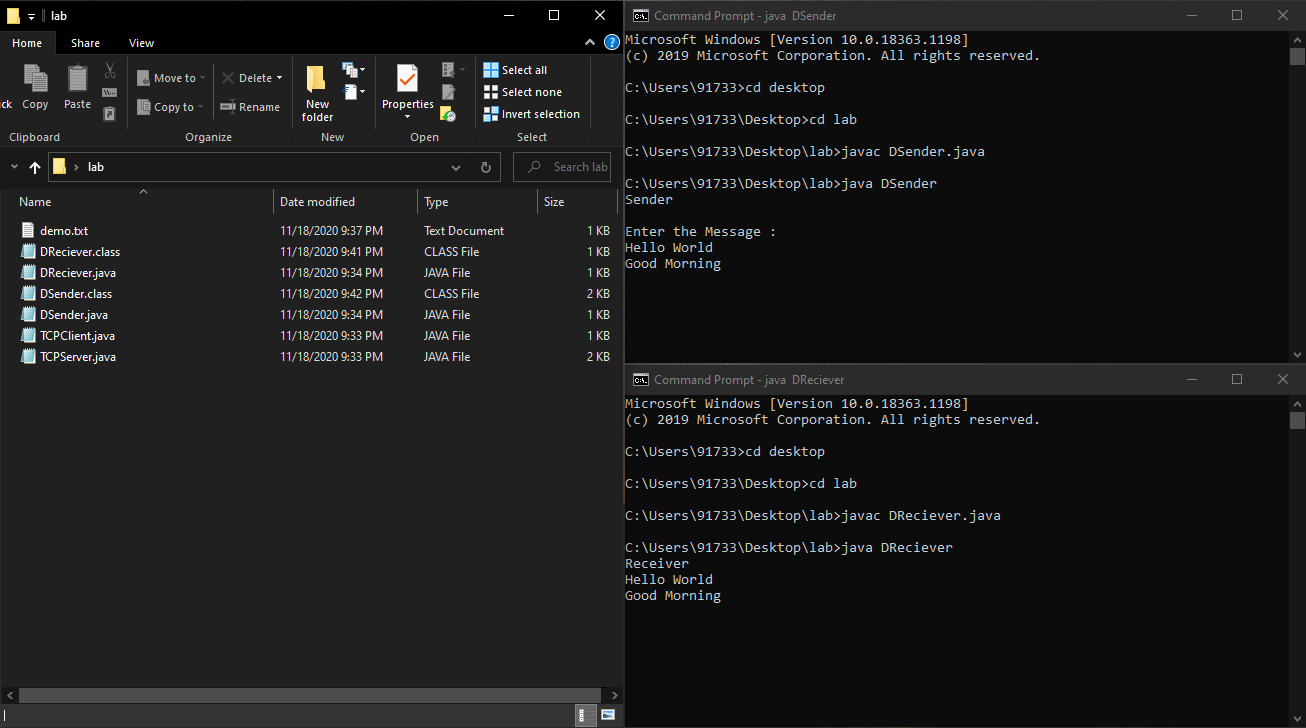 lab
Home Share View
ck Copy Paste
Move to
Copy to
Delete
Rename
New folder
Properties
Select all
Select none
Invert selection
Clipboard Organize New Open Select
lab
Search lab
Name Date modified Type Size
demo.txt 11/18/2020 9:37 PM Text Document 1 KB
DReciever.class 11/18/2020 9:41 PM CLASS File 1 KB
DReciever.java 11/18/2020 9:34 PM JAVA File 1 KB
DSender.class 11/18/2020 9:42 PM CLASS File 2 KB
DSender.java 11/18/2020 9:34 PM JAVA File 1 KB
TCPClient.java 11/18/2020 9:33 PM JAVA File 1 KB
TCPServer.java 11/18/2020 9:33 PM JAVA File 2 KB
Command Prompt - java DSender
Microsoft Windows [Version 10.0.18363.1198]
(c) 2019 Microsoft Corporation. All rights reserved.
C:\Users\91733>cd desktop
C:\Users\91733\Desktop>cd lab
C:\Users\91733\Desktop\lab>javac DSender.java
C:\Users\91733\Desktop\lab>java DSender
Sender
Enter the Message :
Hello World
Good Morning
Command Prompt - java DReciever
Microsoft Windows [Version 10.0.18363.1198]
(c) 2019 Microsoft Corporation. All rights reserved.
C:\Users\91733>cd desktop
C:\Users\91733\Desktop>cd lab
C:\Users\91733\Desktop\lab>javac DReciever.java
C:\Users\91733\Desktop\lab>java DReciever
Receiver
Hello World
Good Morning